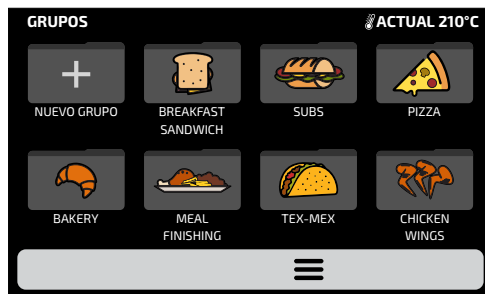 GRUPOS
ACTUAL 210°C
NUEVO GRUPO
BREAKFAST
SANDWICH
SUBS
PIZZA
BAKERY
MEAL
FINISHING
TEX-MEX
CHICKEN
WINGS